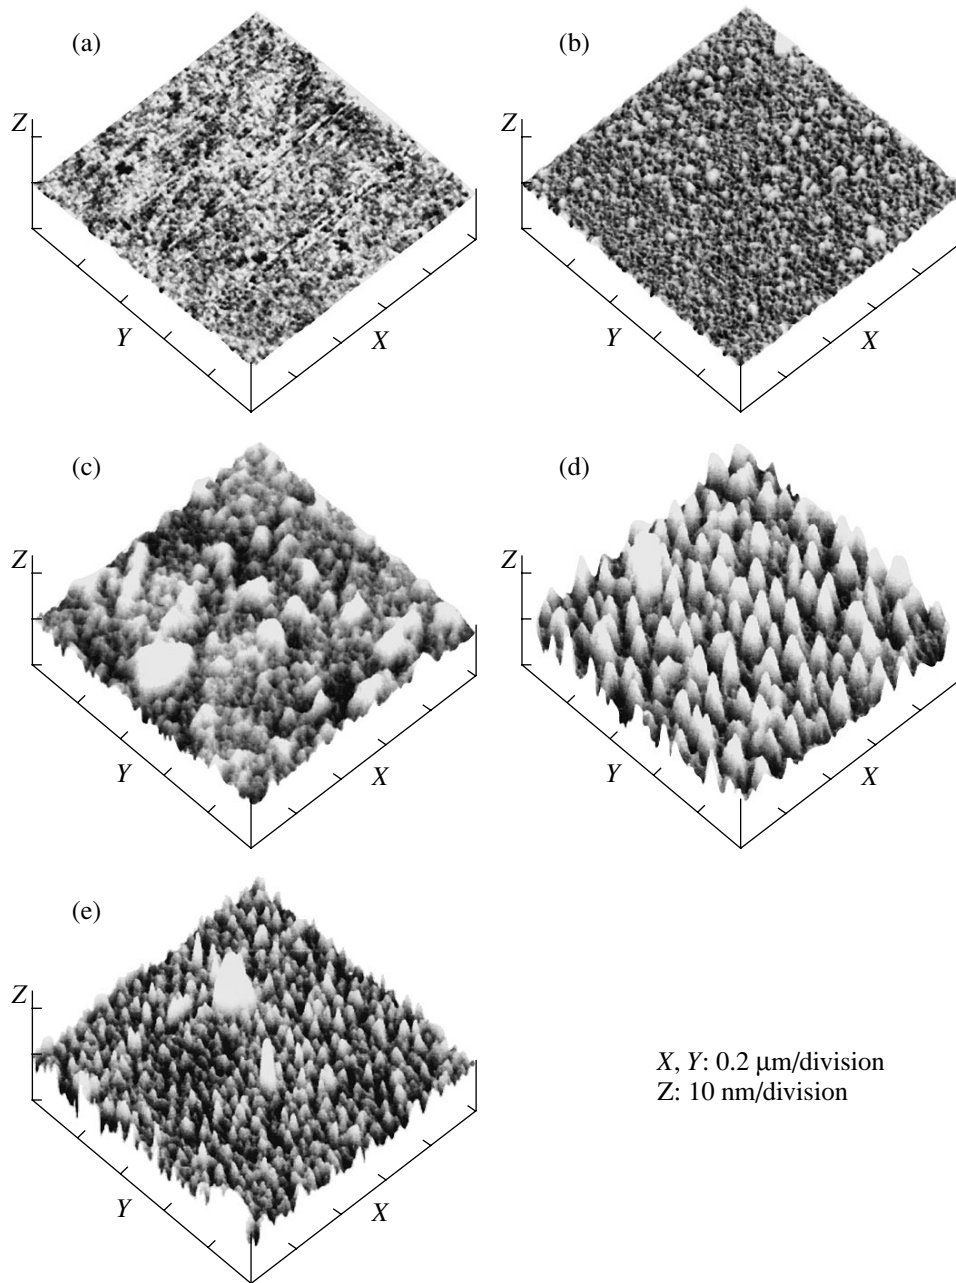 (a)
(b)
Z
Z
Y
X
Y
X
(c)
(d)
Z
Z
Y
X
Y
X
(e)
Z
X, Y: 0.2 μm/division
Z: 10 nm/division
Y
X